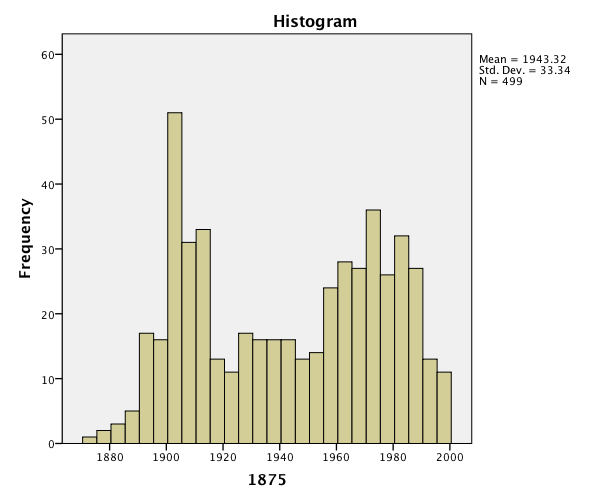 Histogram
Mean = 1943.32
Std. Dev. = 33.34
N = 499
Frequency
60
50
40
30
20
10
0
1880 1900 1920 1940 1960 1980 2000
1875